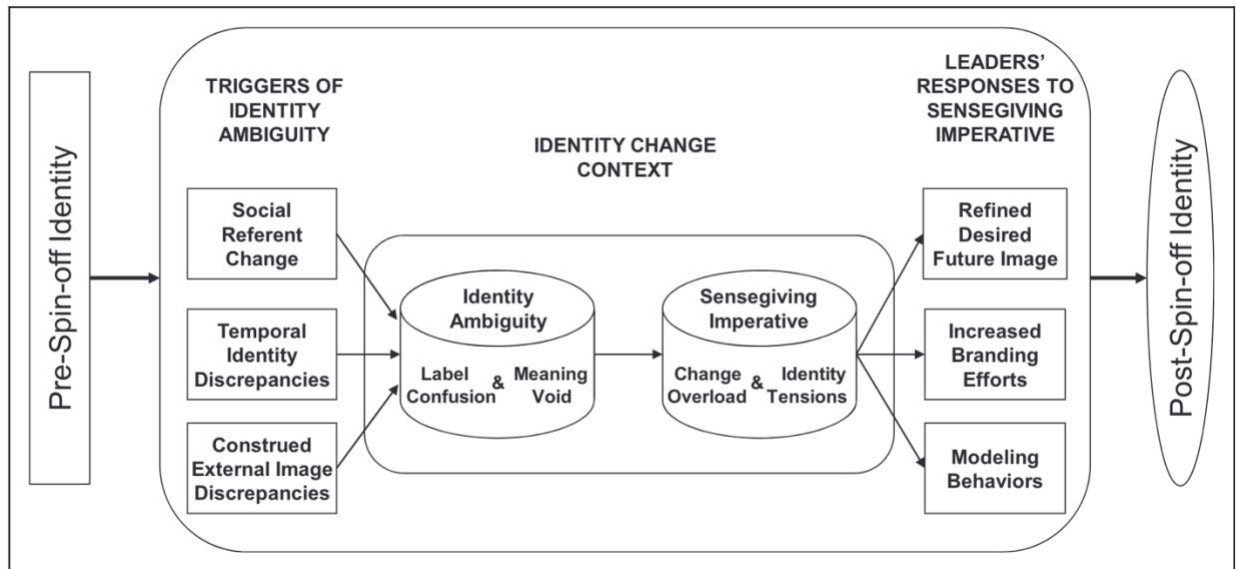 Pre-Spin-off Identity
TRIGGERS OF
IDENTITY
AMBIGUITY
Social
Referent
Change
Temporal
Identity
Discrepancies
Construed
External Image
Discrepancies
IDENTITY CHANGE
CONTEXT
Identity
Ambiguity
Label
Confusion
&
Meaning
Void
Sensegiving
Imperative
Change
Overload
&
Identity
Tensions
LEADERS’
RESPONSES TO
SENSEGIVING
IMPERATIVE
Refined
Desired
Future Image
Increased
Branding
Efforts
Modeling
Behaviors
Post-Spin-off Identity